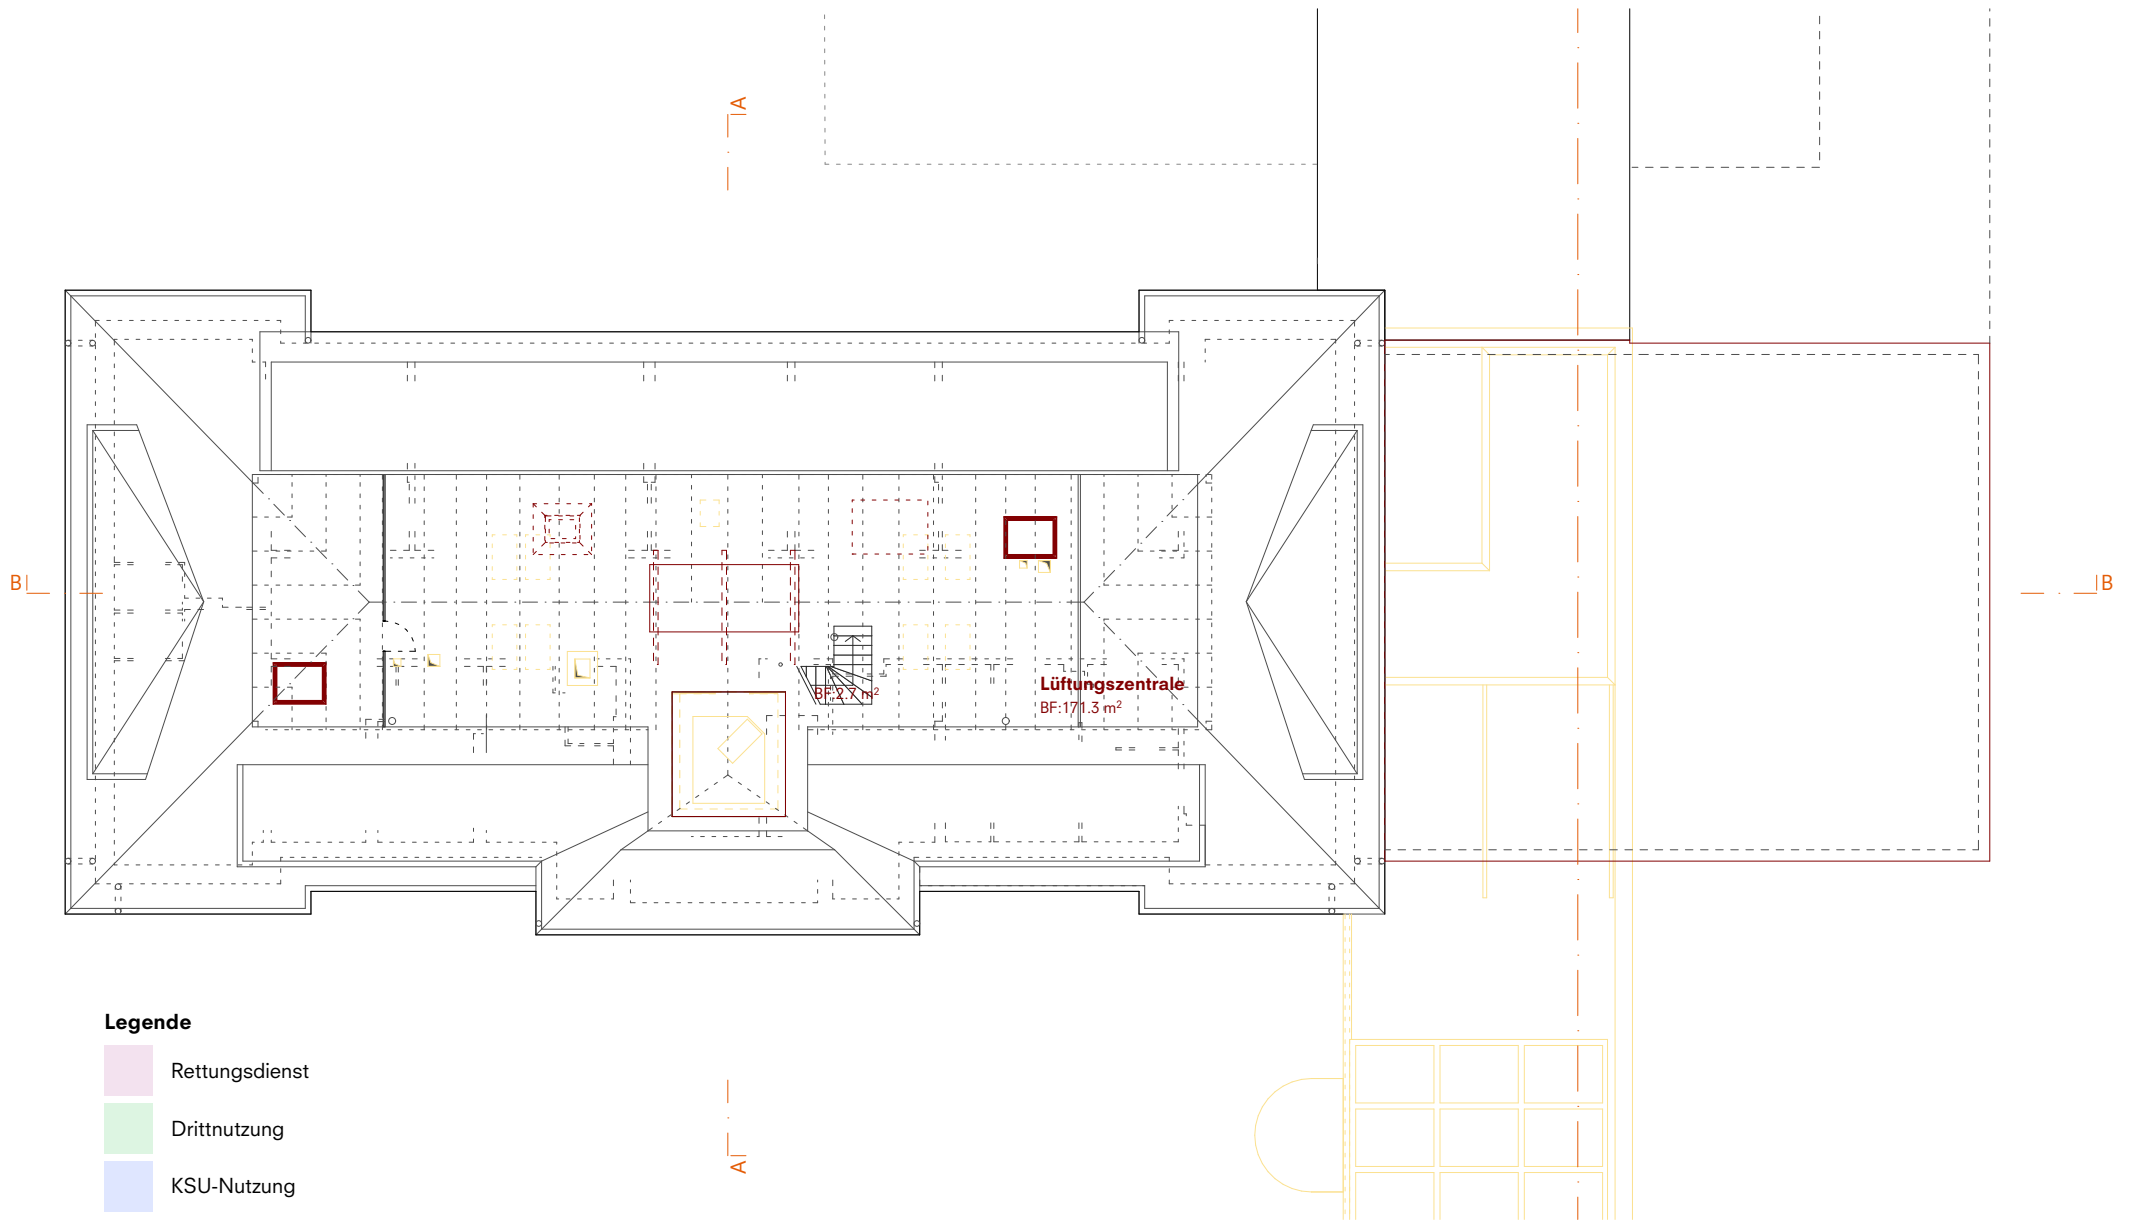 A
B
B
BF:2.7 m²
Lüftungszentrale
BF:171.3 m²
Legende
Rettungsdienst
Drittnutzung
KSU-Nutzung
A